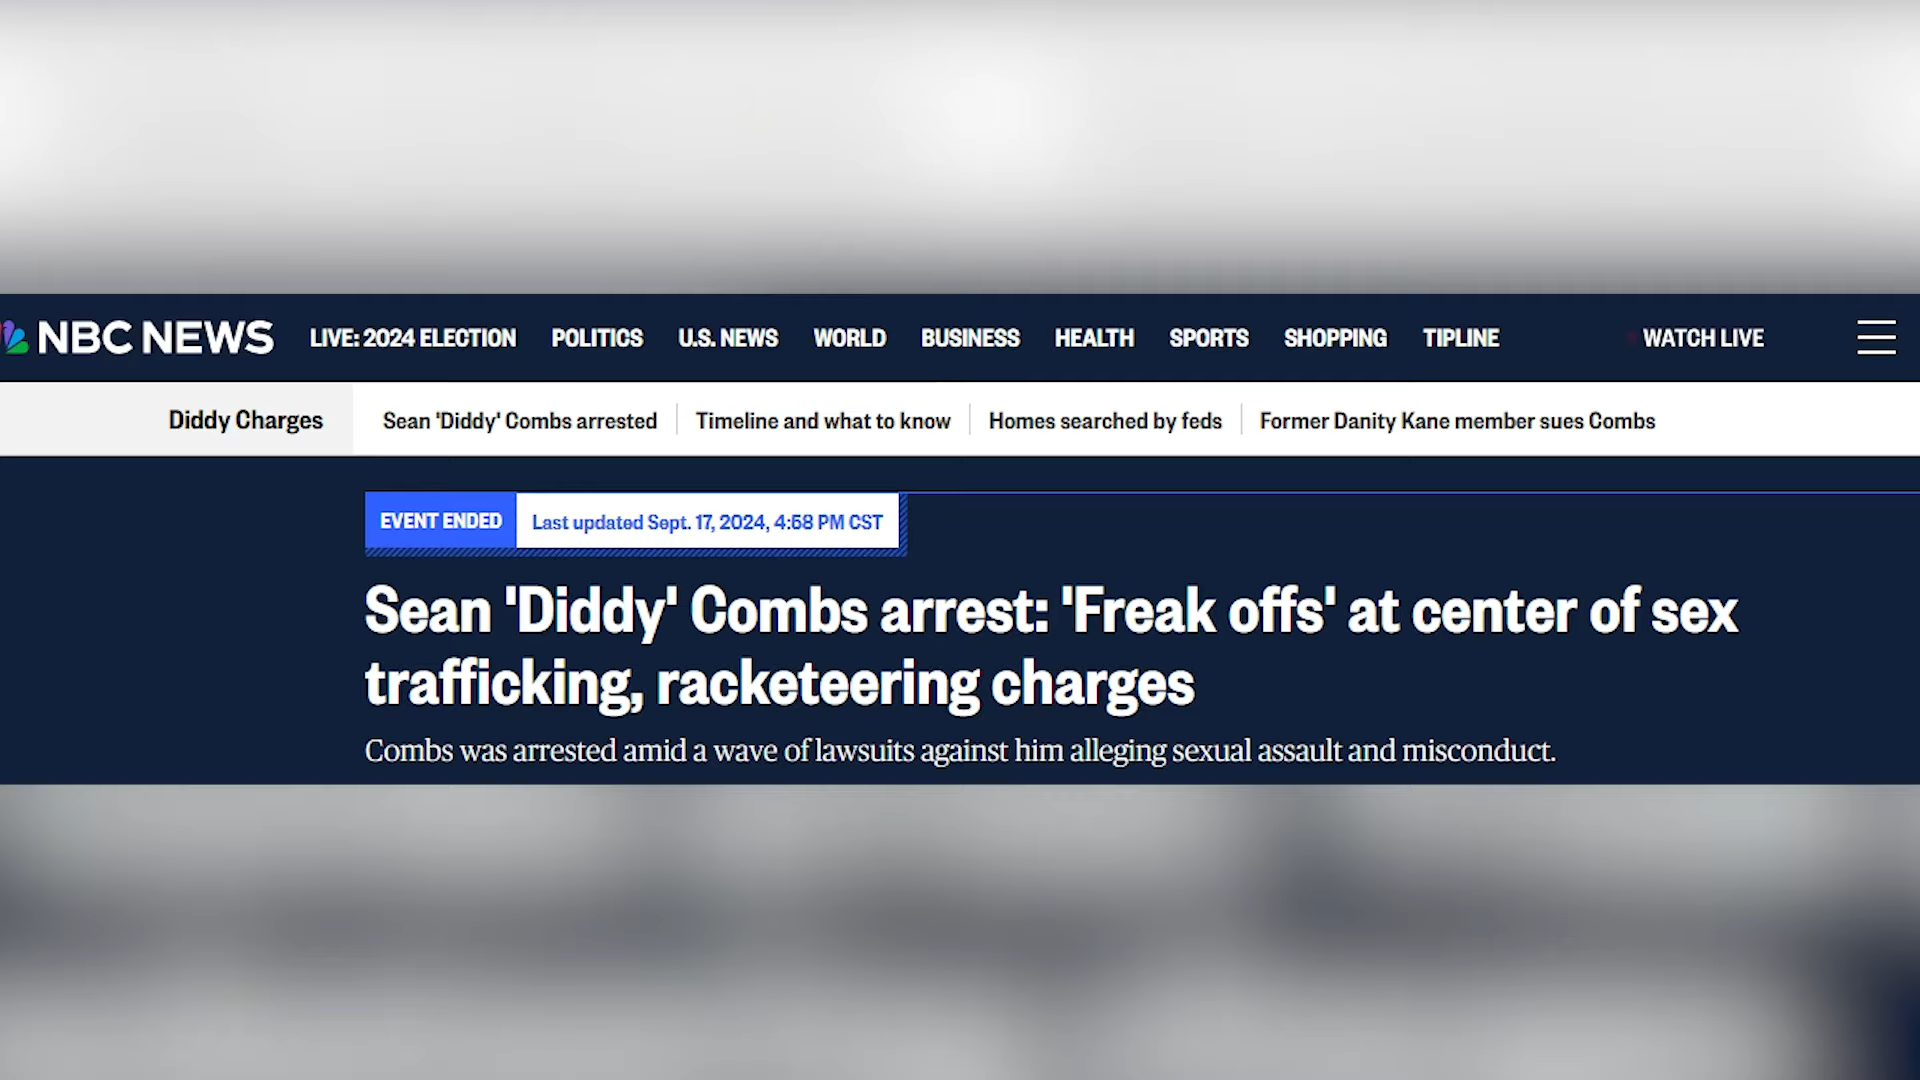 NBC NEWS LIVE: 2024 ELECTION POLITICS U.S. NEWS WORLD BUSINESS HEALTH SPORTS SHOPPING TIPLINE WATCH LIVE
Diddy Charges Sean 'Diddy' Combs arrested Timeline and what to know Homes searched by feds Former Danity Kane member sues Combs
EVENT ENDED Last updated Sept. 17, 2024, 4:58 PM CST
Sean 'Diddy' Combs arrest: 'Freak offs' at center of sex
trafficking, racketeering charges
Combs was arrested amid a wave of lawsuits against him alleging sexual assault and misconduct.